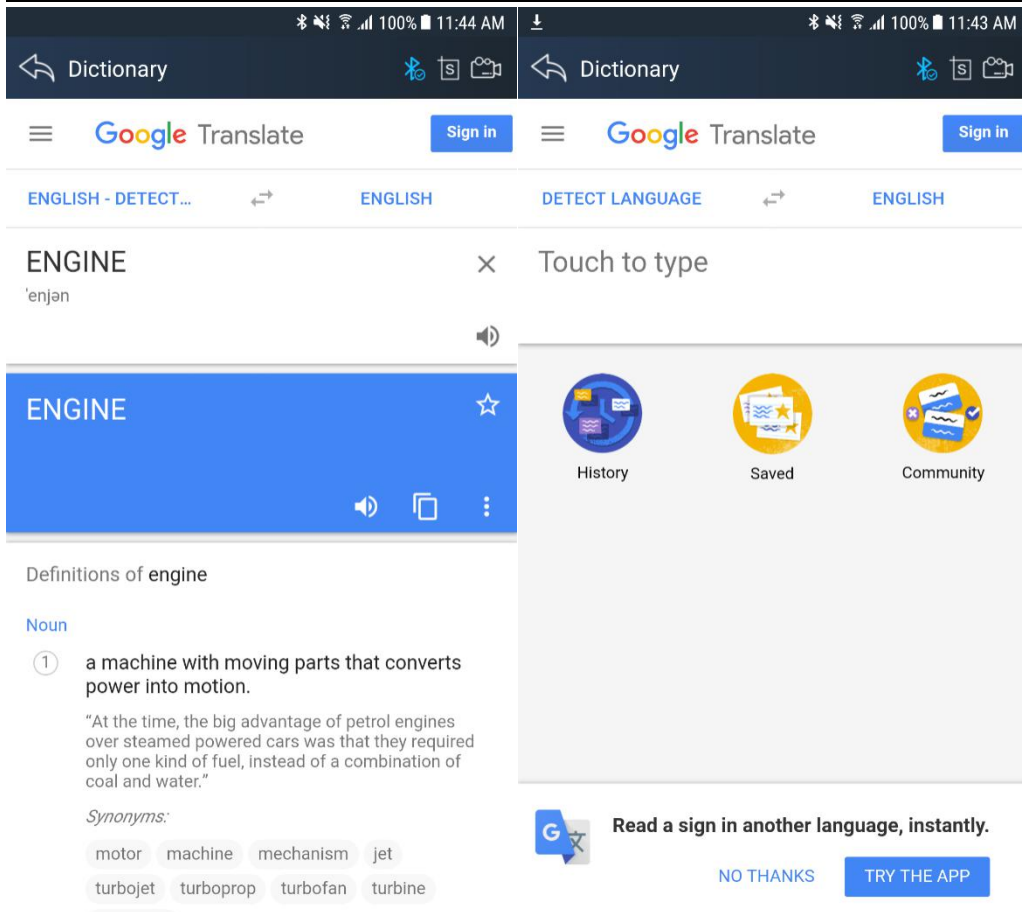 100% 11:44 AM
Dictionary
S
Google Translate
Sign in
ENGLISH - DETECT...
ENGLISH
ENGINE
'enjən
ENGINE
Definitions of engine
Noun
1 a machine with moving parts that converts
power into motion.
“At the time, the big advantage of petrol engines
over steamed powered cars was that they required
only one kind of fuel, instead of a combination of
coal and water.”
Synonyms:
motor machine mechanism jet
turbojet turboprop turbofan turbine
100% 11:43 AM
Dictionary
S
Google Translate
Sign in
DETECT LANGUAGE
ENGLISH
Touch to type
History
Saved
Community
G 文
Read a sign in another language, instantly.
NO THANKS
TRY THE APP